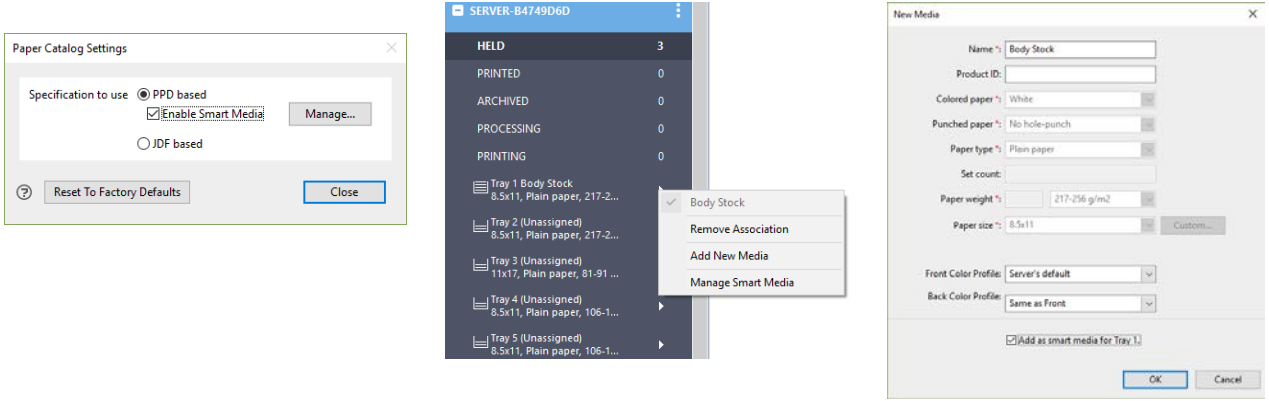 Paper Catalog Settings
Specification to use PPD based
Enable Smart Media Manage...
JDF based
Reset To Factory Defaults Close
SERVER-B4749D6D
HELD 3
PRINTED 0
ARCHIVED 0
PROCESSING 0
PRINTING 0
Tray 1 Body Stock
8.5x11, Plain paper, 217-2...
Tray 2 (Unassigned)
8.5x11, Plain paper, 217-2...
Tray 3 (Unassigned)
11x17, Plain paper, 81-91 ...
Tray 4 (Unassigned)
8.5x11, Plain paper, 106-1...
Tray 5 (Unassigned)
8.5x11, Plain paper, 106-1...
Body Stock
Remove Association
Add New Media
Manage Smart Media
New Media
Name *: Body Stock
Product ID:
Colored paper *: White
Punched paper *: No hole-punch
Paper type *: Plain paper
Set count:
Paper weight *: 217-256 g/m2
Paper size *: 8.5x11 Custom...
Front Color Profile: Server's default
Back Color Profile: Same as Front
Add as smart media for Tray 1.
OK Cancel